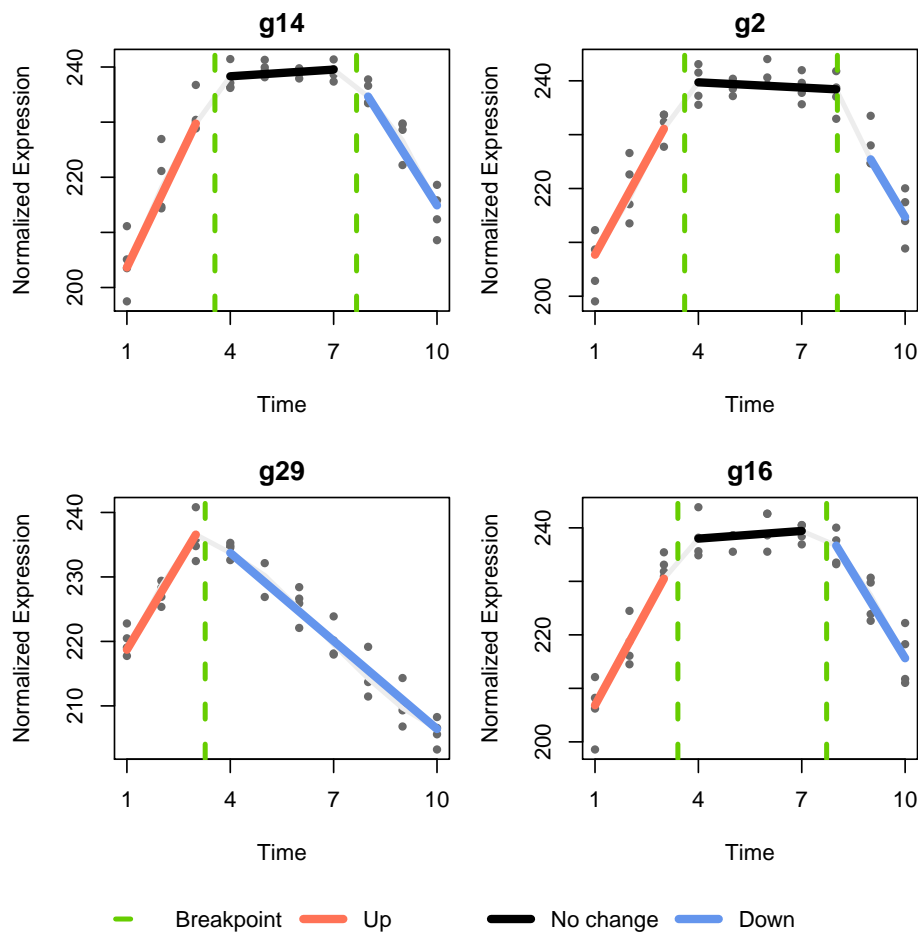 g14
Normalized Expression
200
220
240
1 4 7 10
Time
g2
Normalized Expression
200
220
240
1 4 7 10
Time
g29
Normalized Expression
210
220
230
240
1 4 7 10
Time
g16
Normalized Expression
200
220
240
1 4 7 10
Time
Breakpoint Up No change Down